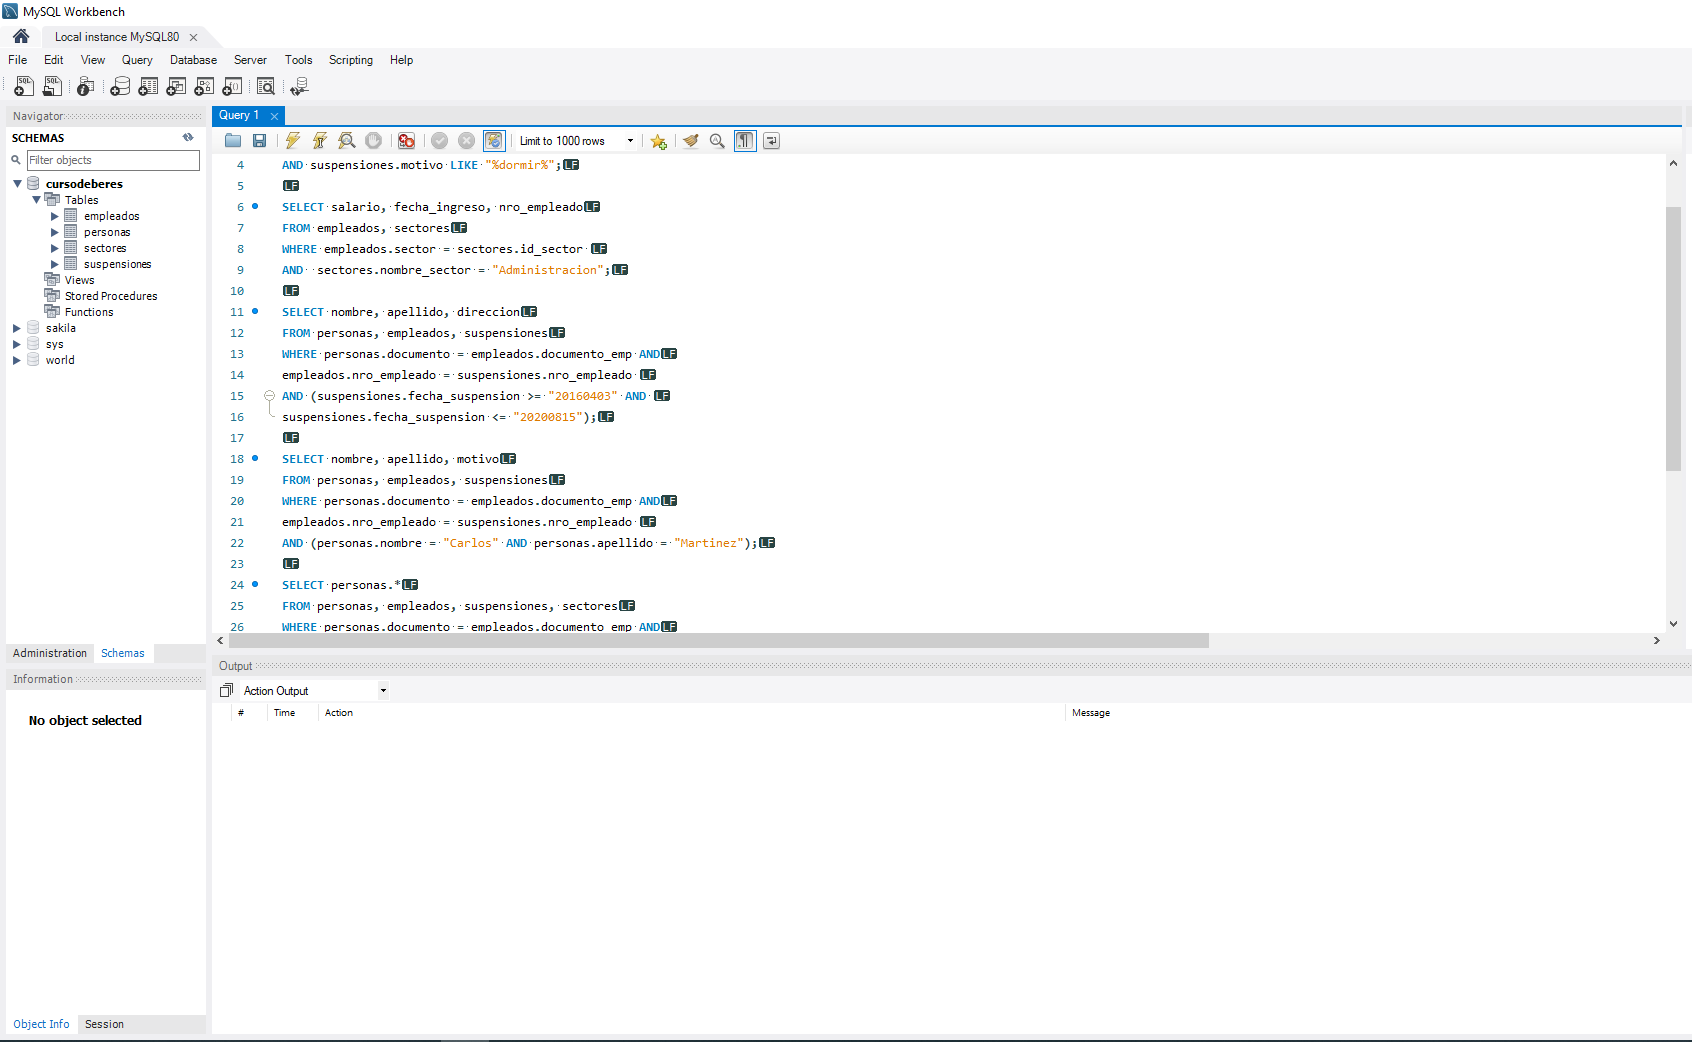 MySQL Workbench
Local instance MySQL80
File Edit View Query Database Server Tools Scripting Help
Navigator
SCHEMAS
Filter objects
cursodeberes
Tables
empleados
personas
sectores
suspensiones
Views
Stored Procedures
Functions
sakila
sys
world
Administration Schemas
Information
No object selected
Object Info Session
Query 1
Limit to 1000 rows
4 AND suspensiones.motivo LIKE "%dormir%";LF
5 LF
6 SELECT salario, fecha_ingreso, nro_empleadoLF
7 FROM empleados, sectoresLF
8 WHERE empleados.sector = sectores.id_sector LF
9 AND  sectores.nombre_sector = "Administracion";LF
10 LF
11 SELECT nombre, apellido, direccionLF
12 FROM personas, empleados, suspensionesLF
13 WHERE personas.documento = empleados.documento_emp ANDLF
14 empleados.nro_empleado = suspensiones.nro_empleado LF
15 AND (suspensiones.fecha_suspension >= "20160403" AND LF
16 suspensiones.fecha_suspension <= "20200815");LF
17 LF
18 SELECT nombre, apellido, motivoLF
19 FROM personas, empleados, suspensionesLF
20 WHERE personas.documento = empleados.documento_emp ANDLF
21 empleados.nro_empleado = suspensiones.nro_empleado LF
22 AND (personas.nombre = "Carlos" AND personas.apellido = "Martinez");LF
23 LF
24 SELECT personas.*LF
25 FROM personas, empleados, suspensiones, sectoresLF
26 WHERE personas.documento = empleados.documento_emp ANDLF
Output
Action Output
# Time Action Message